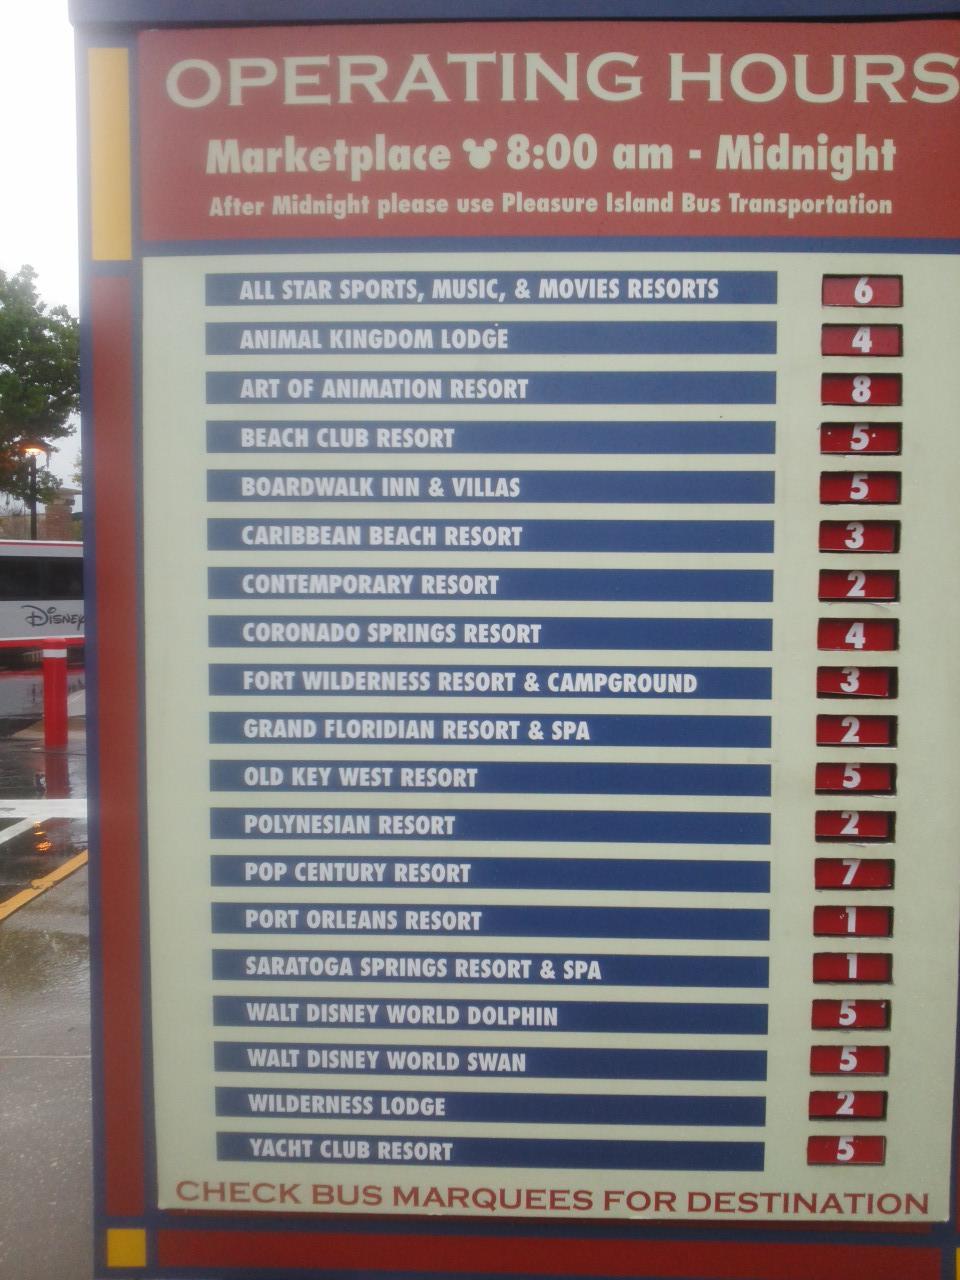 OPERATING HOURS
Marketplace 8:00 am - Midnight
After Midnight please use Pleasure Island Bus Transportation
ALL STAR SPORTS, MUSIC, & MOVIES RESORTS 6
ANIMAL KINGDOM LODGE 4
ART OF ANIMATION RESORT 8
BEACH CLUB RESORT 5
BOARDWALK INN & VILLAS 5
CARIBBEAN BEACH RESORT 3
CONTEMPORARY RESORT 2
CORONADO SPRINGS RESORT 4
FORT WILDERNESS RESORT & CAMPGROUND 3
GRAND FLORIDIAN RESORT & SPA 2
OLD KEY WEST RESORT 5
POLYNESIAN RESORT 2
POP CENTURY RESORT 7
PORT ORLEANS RESORT 1
SARATOGA SPRINGS RESORT & SPA 1
WALT DISNEY WORLD DOLPHIN 5
WALT DISNEY WORLD SWAN 5
WILDERNESS LODGE 2
YACHT CLUB RESORT 5
CHECK BUS MARQUEES FOR DESTINATION
Disney